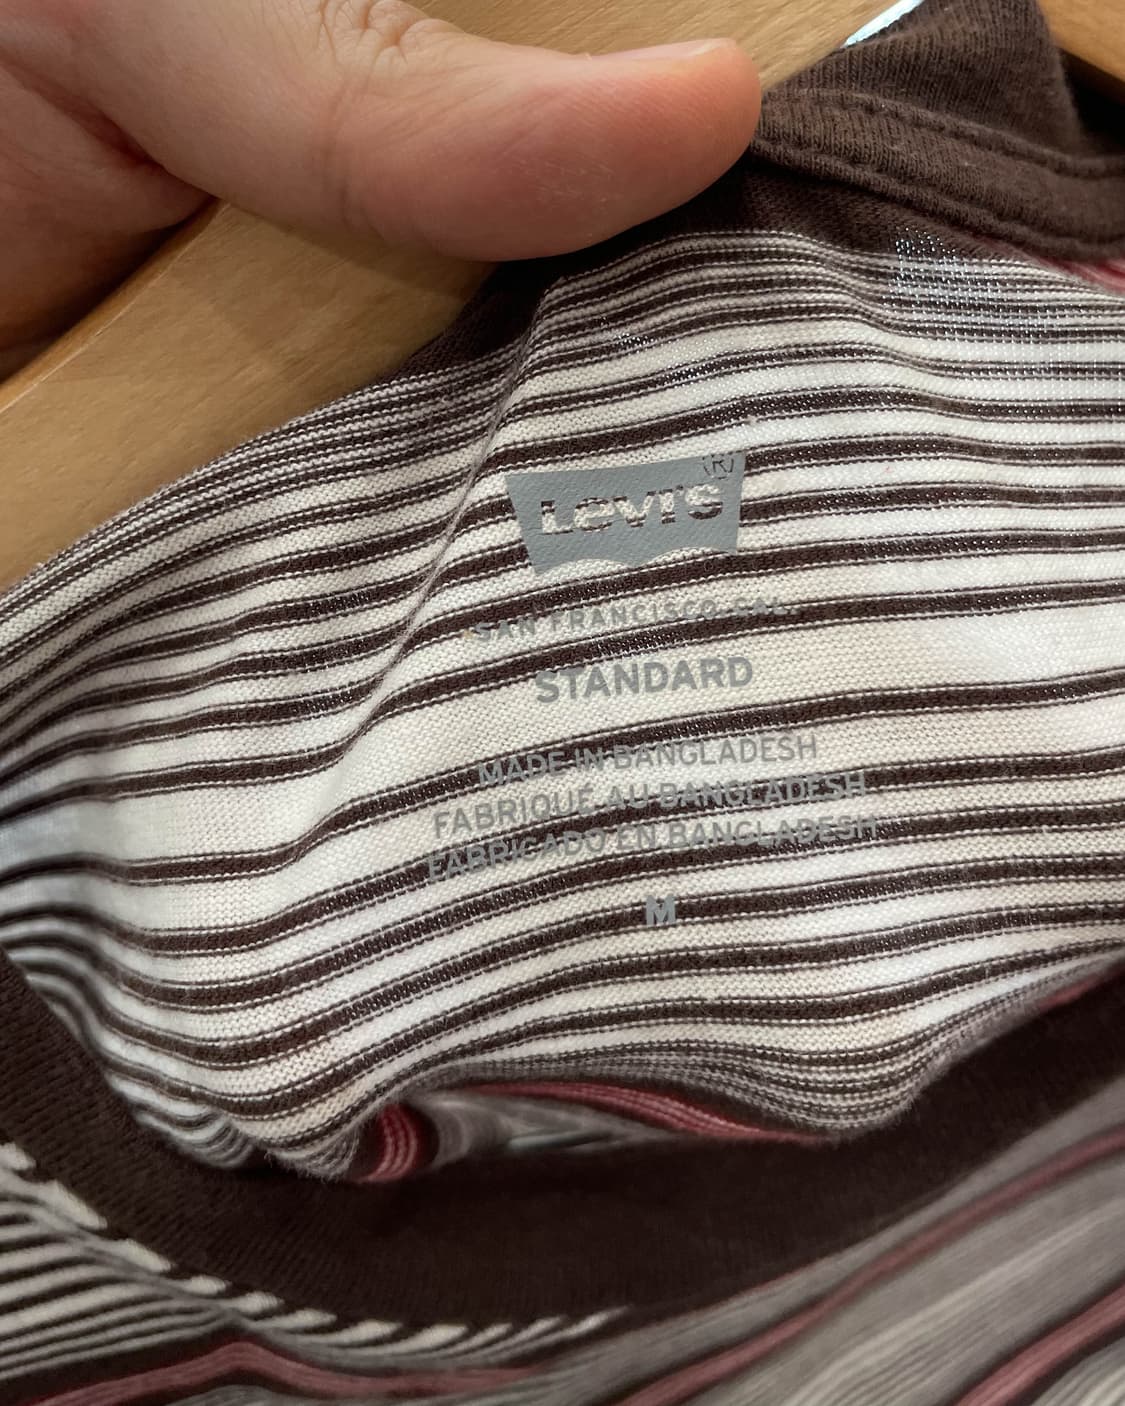 Levi's (R)
SAN FRANCISCO, CAL.
STANDARD
MADE IN BANGLADESH
FABRIQUÉ AU BANGLADESH
FABRICADO EN BANGLADESH
M